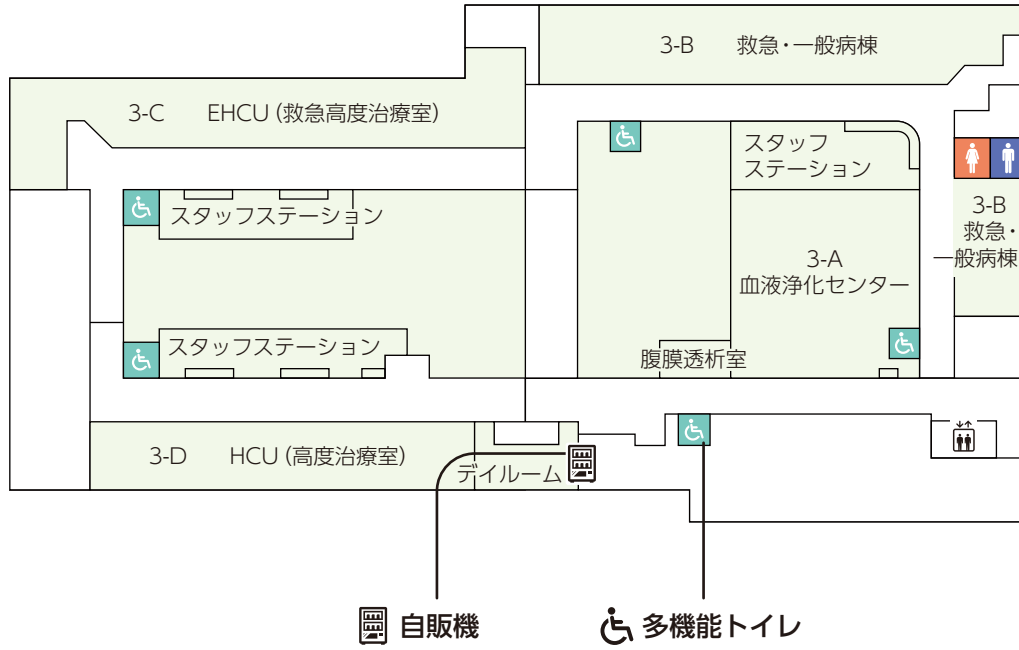 3-B 救急・一般病棟
3-C EHCU（救急高度治療室）
スタッフ
ステーション
スタッフステーション
3-B
救急・
一般病棟
3-A
血液浄化センター
スタッフステーション
腹膜透析室
3-D HCU（高度治療室）
デイルーム
自販機
多機能トイレ